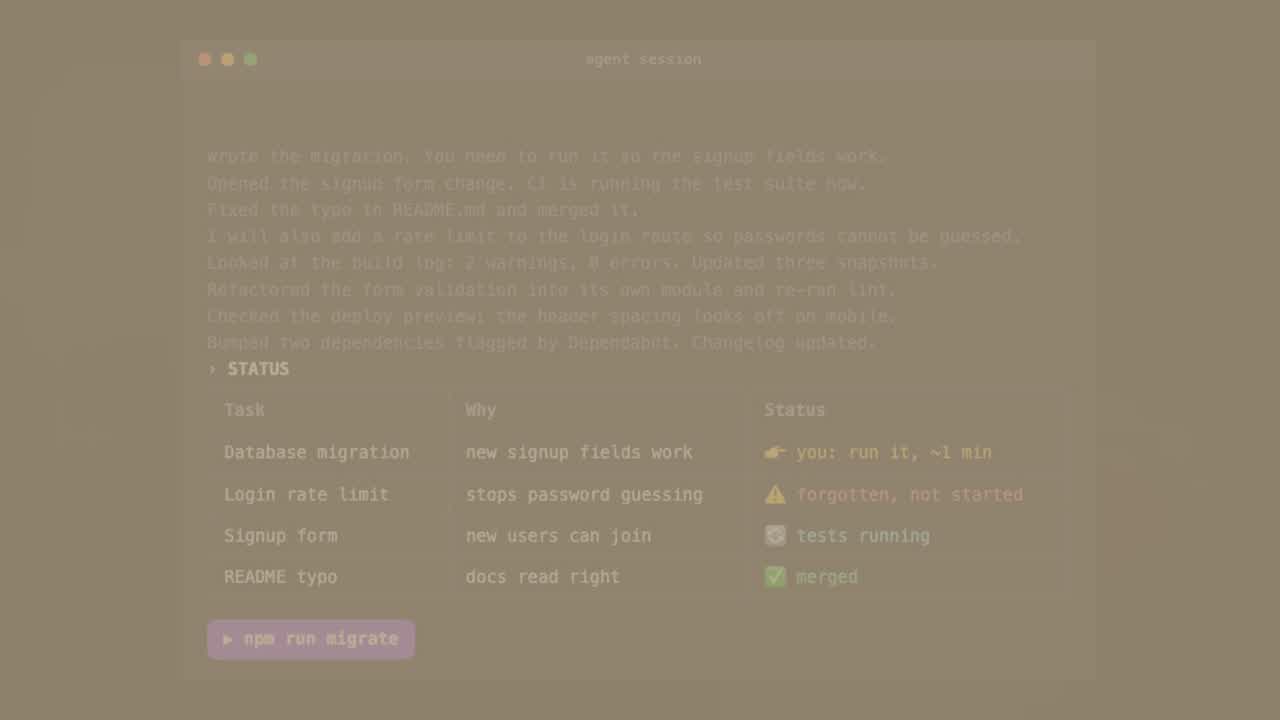 agent session
Wrote the migration. You need to run it so the signup fields work.
Opened the signup form change. CI is running the test suite now.
Fixed the typo in README.md and merged it.
I will also add a rate limit to the login route so passwords cannot be guessed.
Looked at the build log: 2 warnings, 0 errors. Updated three snapshots.
Refactored the form validation into its own module and re-ran lint.
Checked the deploy preview: the header spacing looks off on mobile.
Bumped two dependencies flagged by Dependabot. Changelog updated.
› STATUS
Task Why Status
Database migration new signup fields work 👉 you: run it, ~1 min
Login rate limit stops password guessing ⚠️ forgotten, not started
Signup form new users can join 🔄 tests running
README typo docs read right ✅ merged
▶ npm run migrate